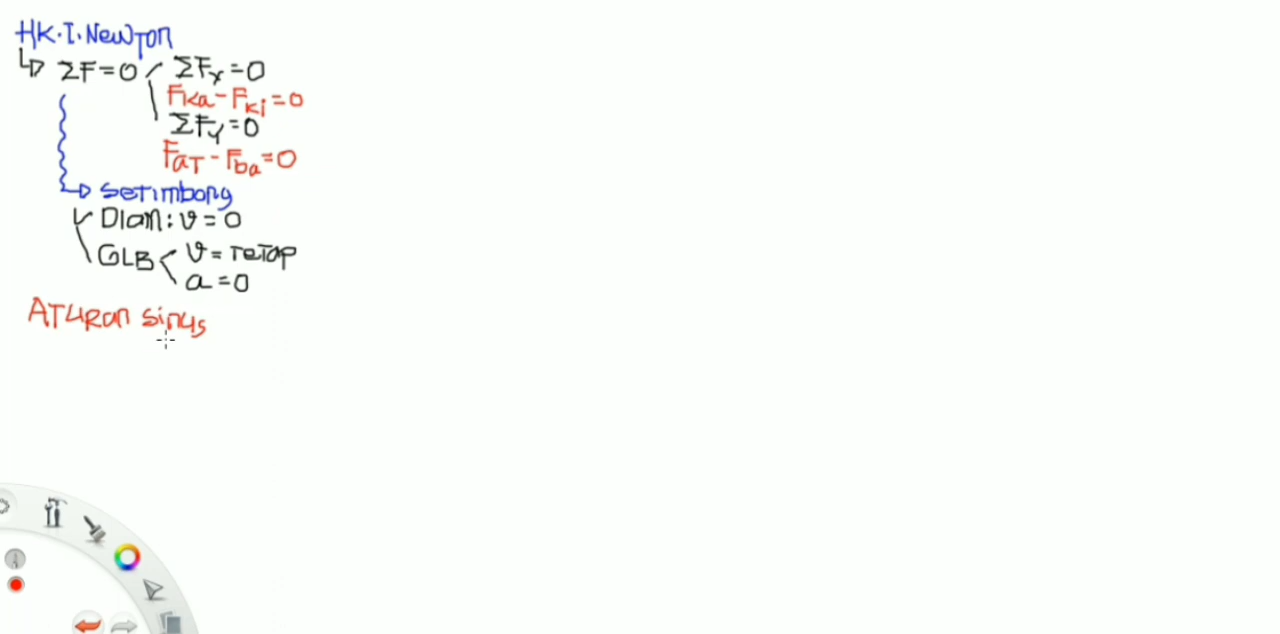 HK.I.Newton
ΣF=0
ΣFx=0
Fka-Fki=0
ΣFy=0
FaT-Fba=0
setimbang
Diam: v=0
GLB
v=Tetap
a=0
ATuRan sinus